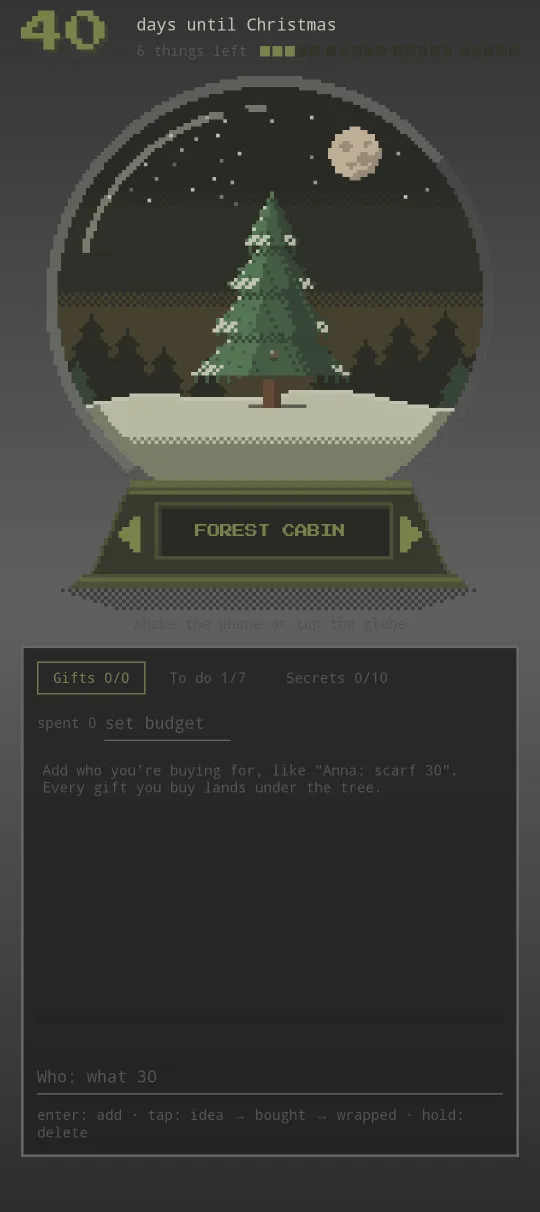 40
days until Christmas
6 things left
FOREST CABIN
shake the phone or tap the globe
Gifts 0/0
To do 1/7
Secrets 0/10
spent 0 set budget
Add who you're buying for, like "Anna: scarf 30".
Every gift you buy lands under the tree.
Who: what 30
enter: add · tap: idea → bought → wrapped · hold:
delete